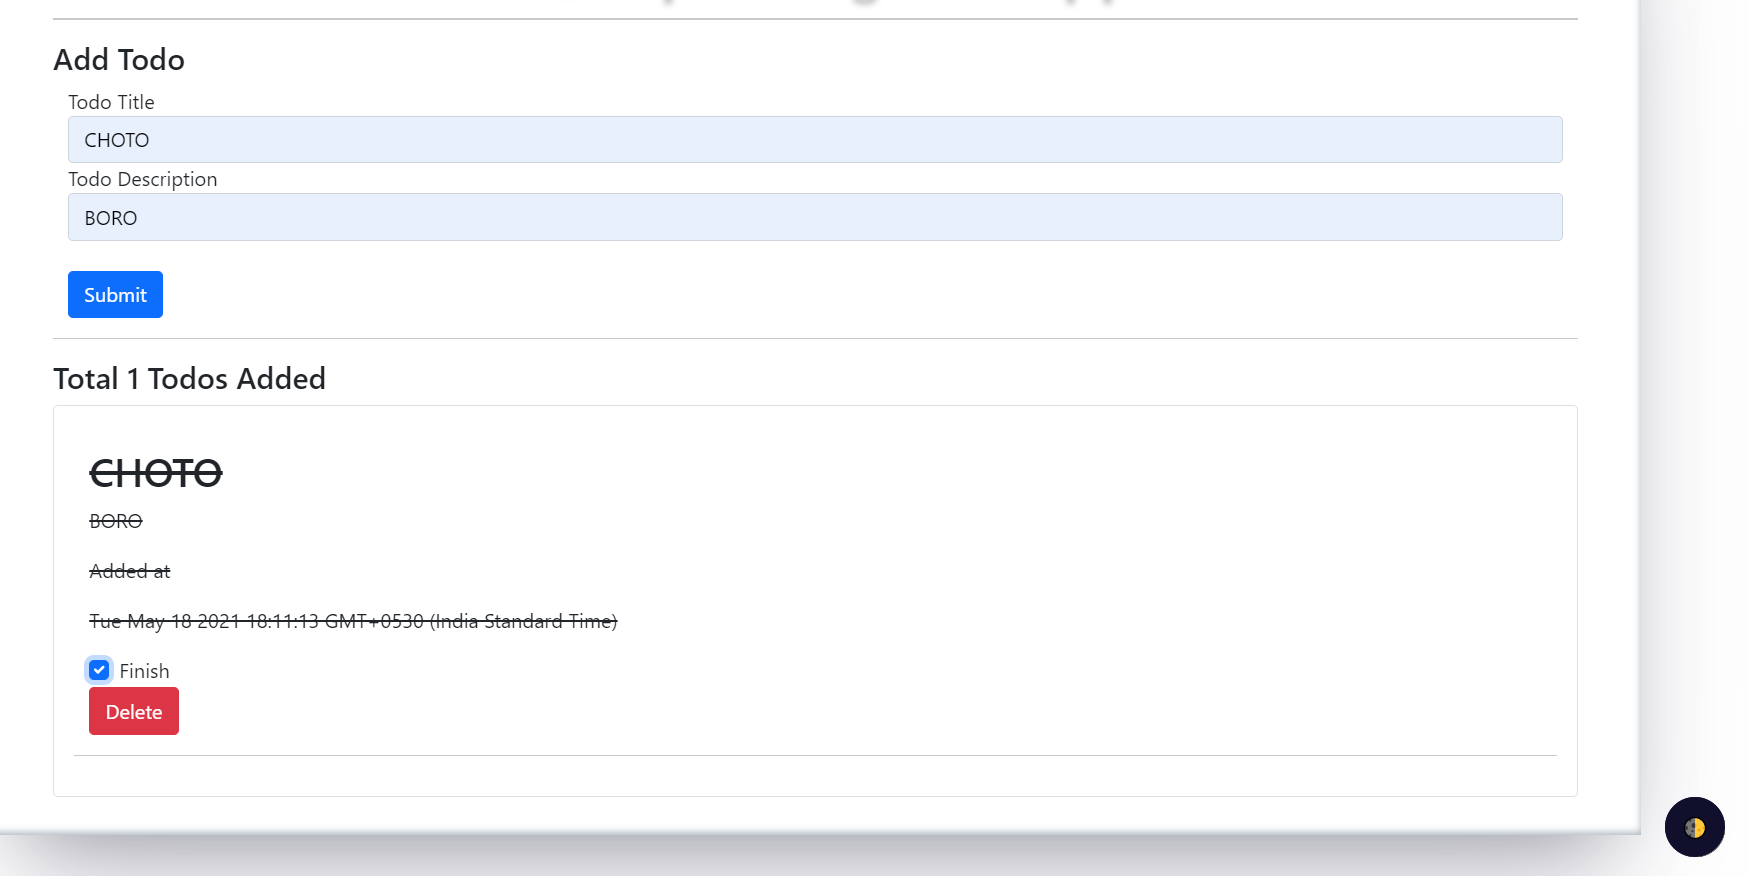 Add Todo
Todo Title
CHOTO
Todo Description
BORO
Submit
Total 1 Todos Added
CHOTO
BORO
Added at
Tue May 18 2021 18:11:13 GMT+0530 (India Standard Time)
Finish
Delete